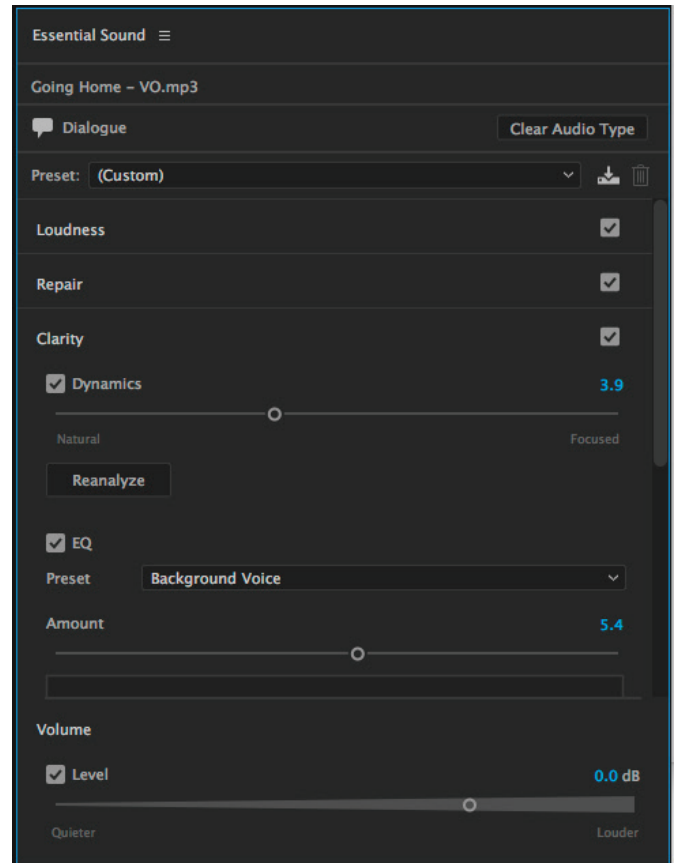 Essential Sound
Going Home – VO.mp3
Dialogue Clear Audio Type
Preset: (Custom)
Loudness
Repair
Clarity
Dynamics 3.9
Natural Focused
Reanalyze
EQ
Preset Background Voice
Amount 5.4
Volume
Level 0.0 dB
Quieter Louder